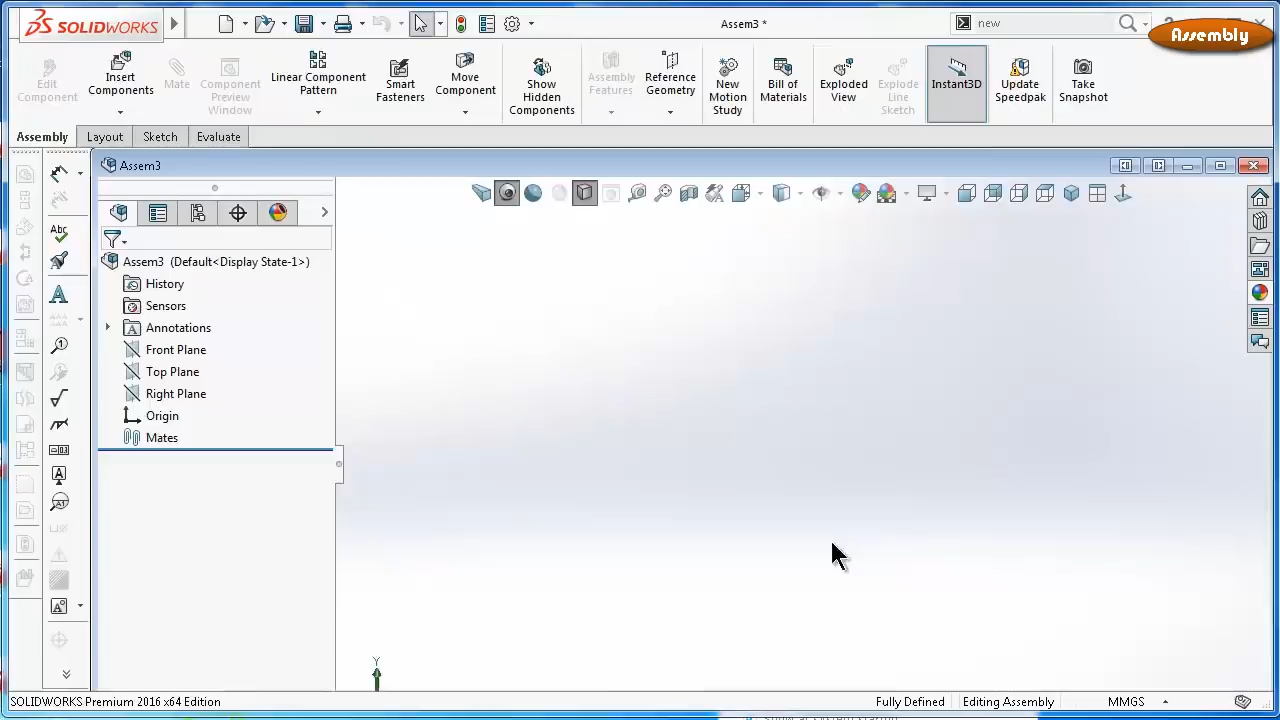 SOLIDWORKS
Assem3 *
new
?
Assembly
Edit
Component
Insert
Components
Mate
Component
Preview
Window
Linear Component
Pattern
Smart
Fasteners
Move
Component
Show
Hidden
Components
Assembly
Features
Reference
Geometry
New
Motion
Study
Bill of
Materials
Exploded
View
Explode
Line
Sketch
Instant3D
Update
Speedpak
Take
Snapshot
Assembly
Layout
Sketch
Evaluate
Assem3
Assem3 (Default<Display State-1>)
History
Sensors
Annotations
Front Plane
Top Plane
Right Plane
Origin
Mates
Abc
Y
SOLIDWORKS Premium 2016 x64 Edition
Fully Defined
Editing Assembly
MMGS